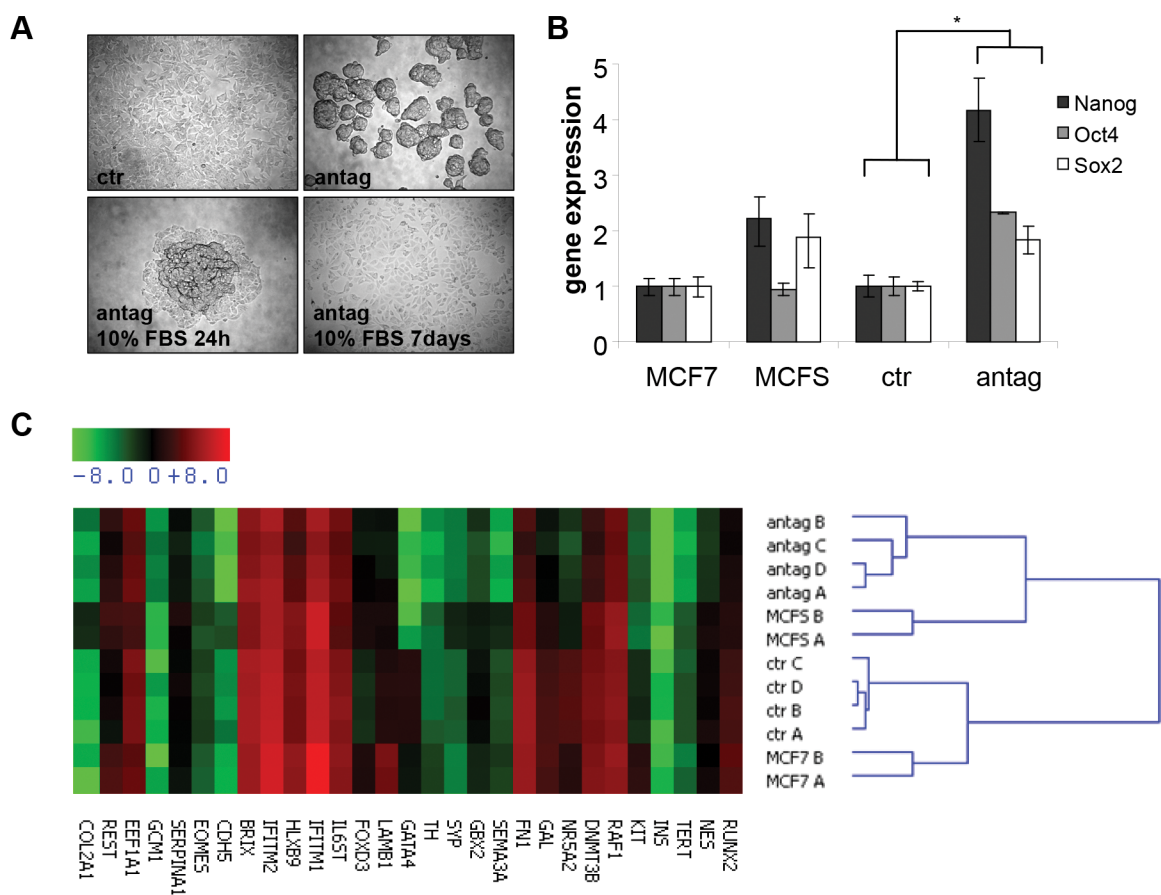 A
ctr
antag
antag
10% FBS 24h
antag
10% FBS 7days
B
*
gene expression
5
4
3
2
1
0
Nanog
Oct4
Sox2
MCF7 MCFS ctr antag
C
-8.0 0 +8.0
antag B
antag C
antag D
antag A
MCFS B
MCFS A
ctr C
ctr D
ctr B
ctr A
MCF7 B
MCF7 A
COL2A1
REST
EEF1A1
GCM1
SERPINA1
EOMES
CDH5
BRIX
IFITM2
HLXB9
IFITM1
IL6ST
FOXD3
LAMB1
GATA4
TH
SYP
GBX2
SEMA3A
FN1
GAL
NR5A2
DNMT3B
RAF1
KIT
INS
TERT
NES
RUNX2